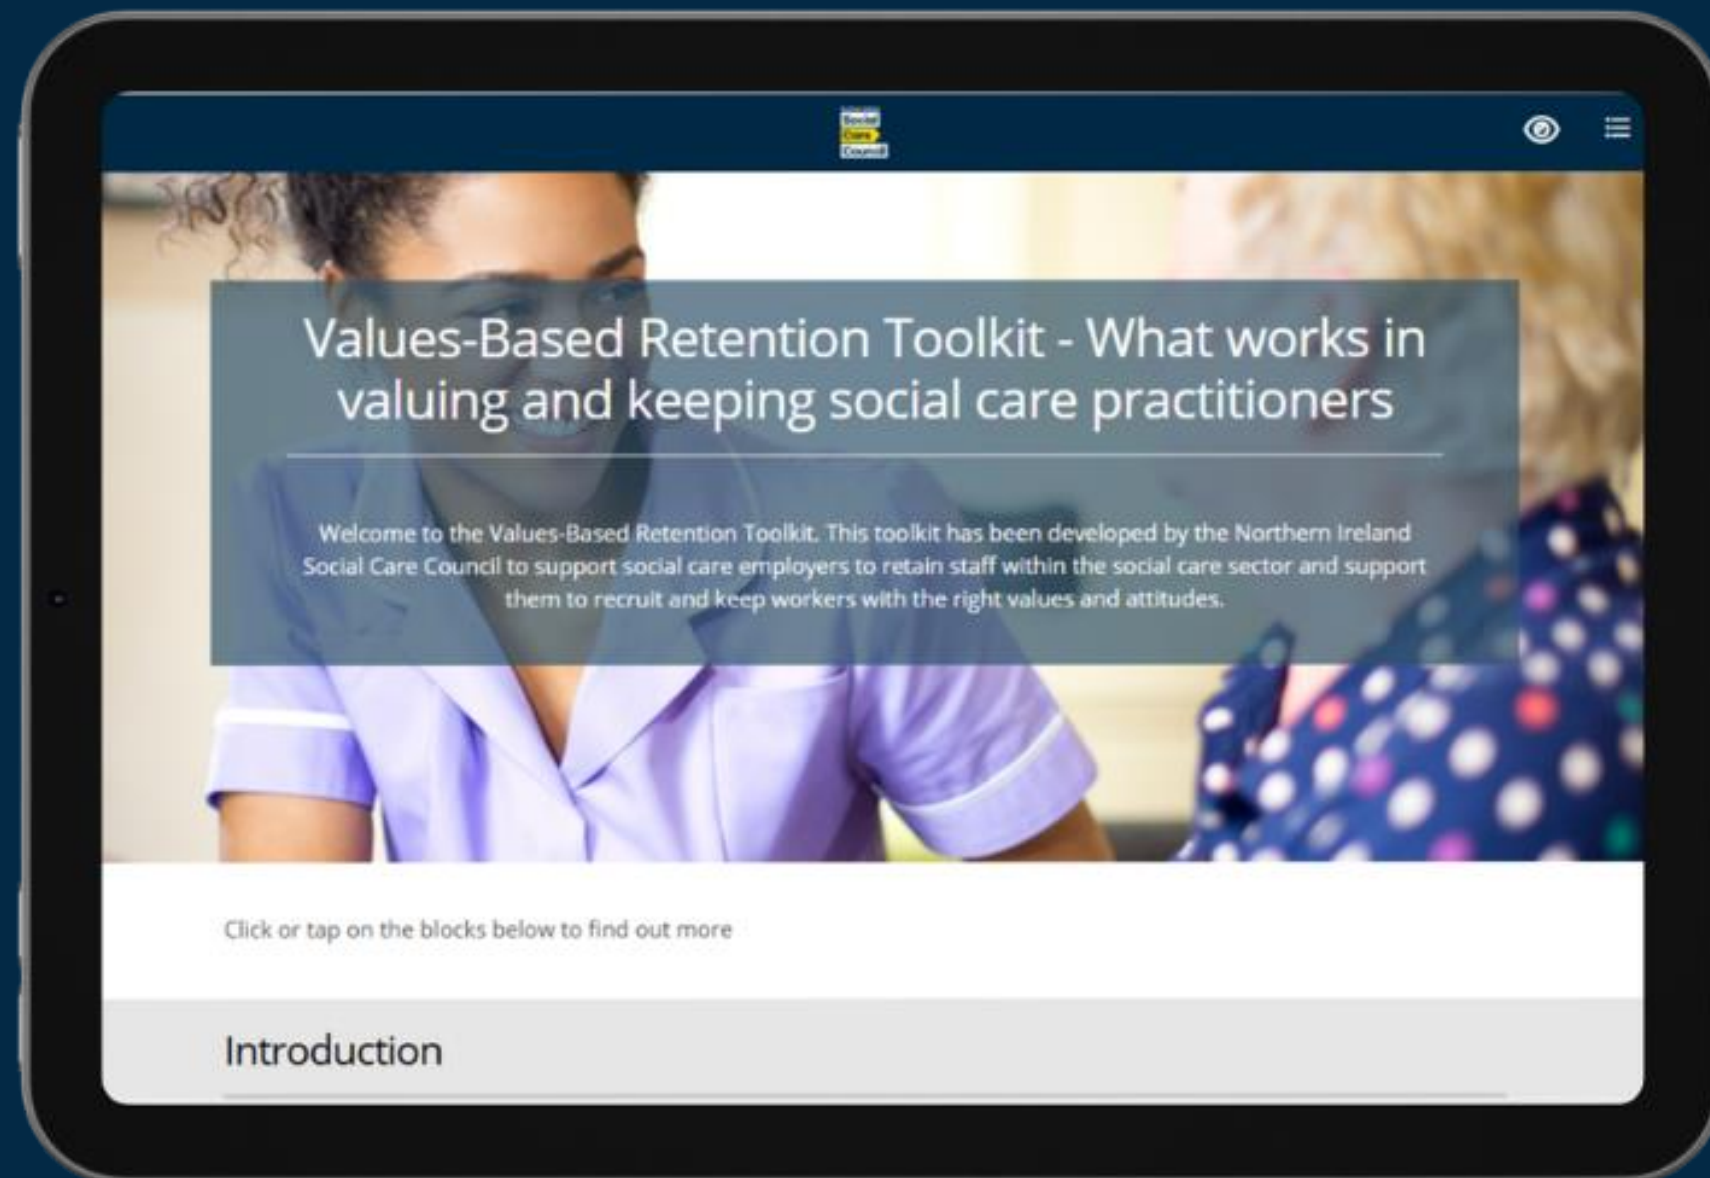 Social
Care
Council
Values-Based Retention Toolkit - What works in
valuing and keeping social care practitioners
Welcome to the Values-Based Retention Toolkit. This toolkit has been developed by the Northern Ireland
Social Care Council to support social care employers to retain staff within the social care sector and support
them to recruit and keep workers with the right values and attitudes.
Click or tap on the blocks below to find out more
Introduction